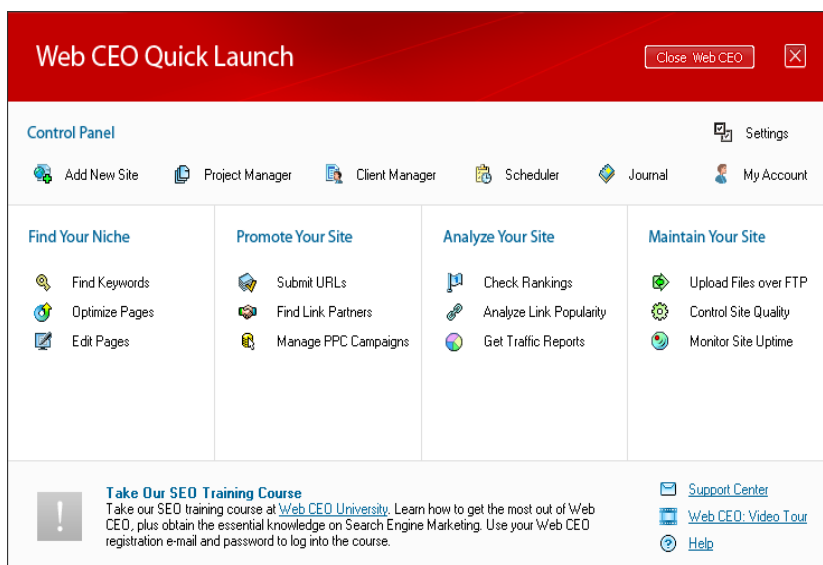 Web CEO Quick Launch
Close Web CEO
Control Panel
Settings
Add New Site
Project Manager
Client Manager
Scheduler
Journal
My Account
Find Your Niche
Find Keywords
Optimize Pages
Edit Pages
Promote Your Site
Submit URLs
Find Link Partners
Manage PPC Campaigns
Analyze Your Site
Check Rankings
Analyze Link Popularity
Get Traffic Reports
Maintain Your Site
Upload Files over FTP
Control Site Quality
Monitor Site Uptime
!
Take Our SEO Training Course
Take our SEO training course at Web CEO University. Learn how to get the most out of Web
CEO, plus obtain the essential knowledge on Search Engine Marketing. Use your Web CEO
registration e-mail and password to log into the course.
Support Center
Web CEO: Video Tour
Help